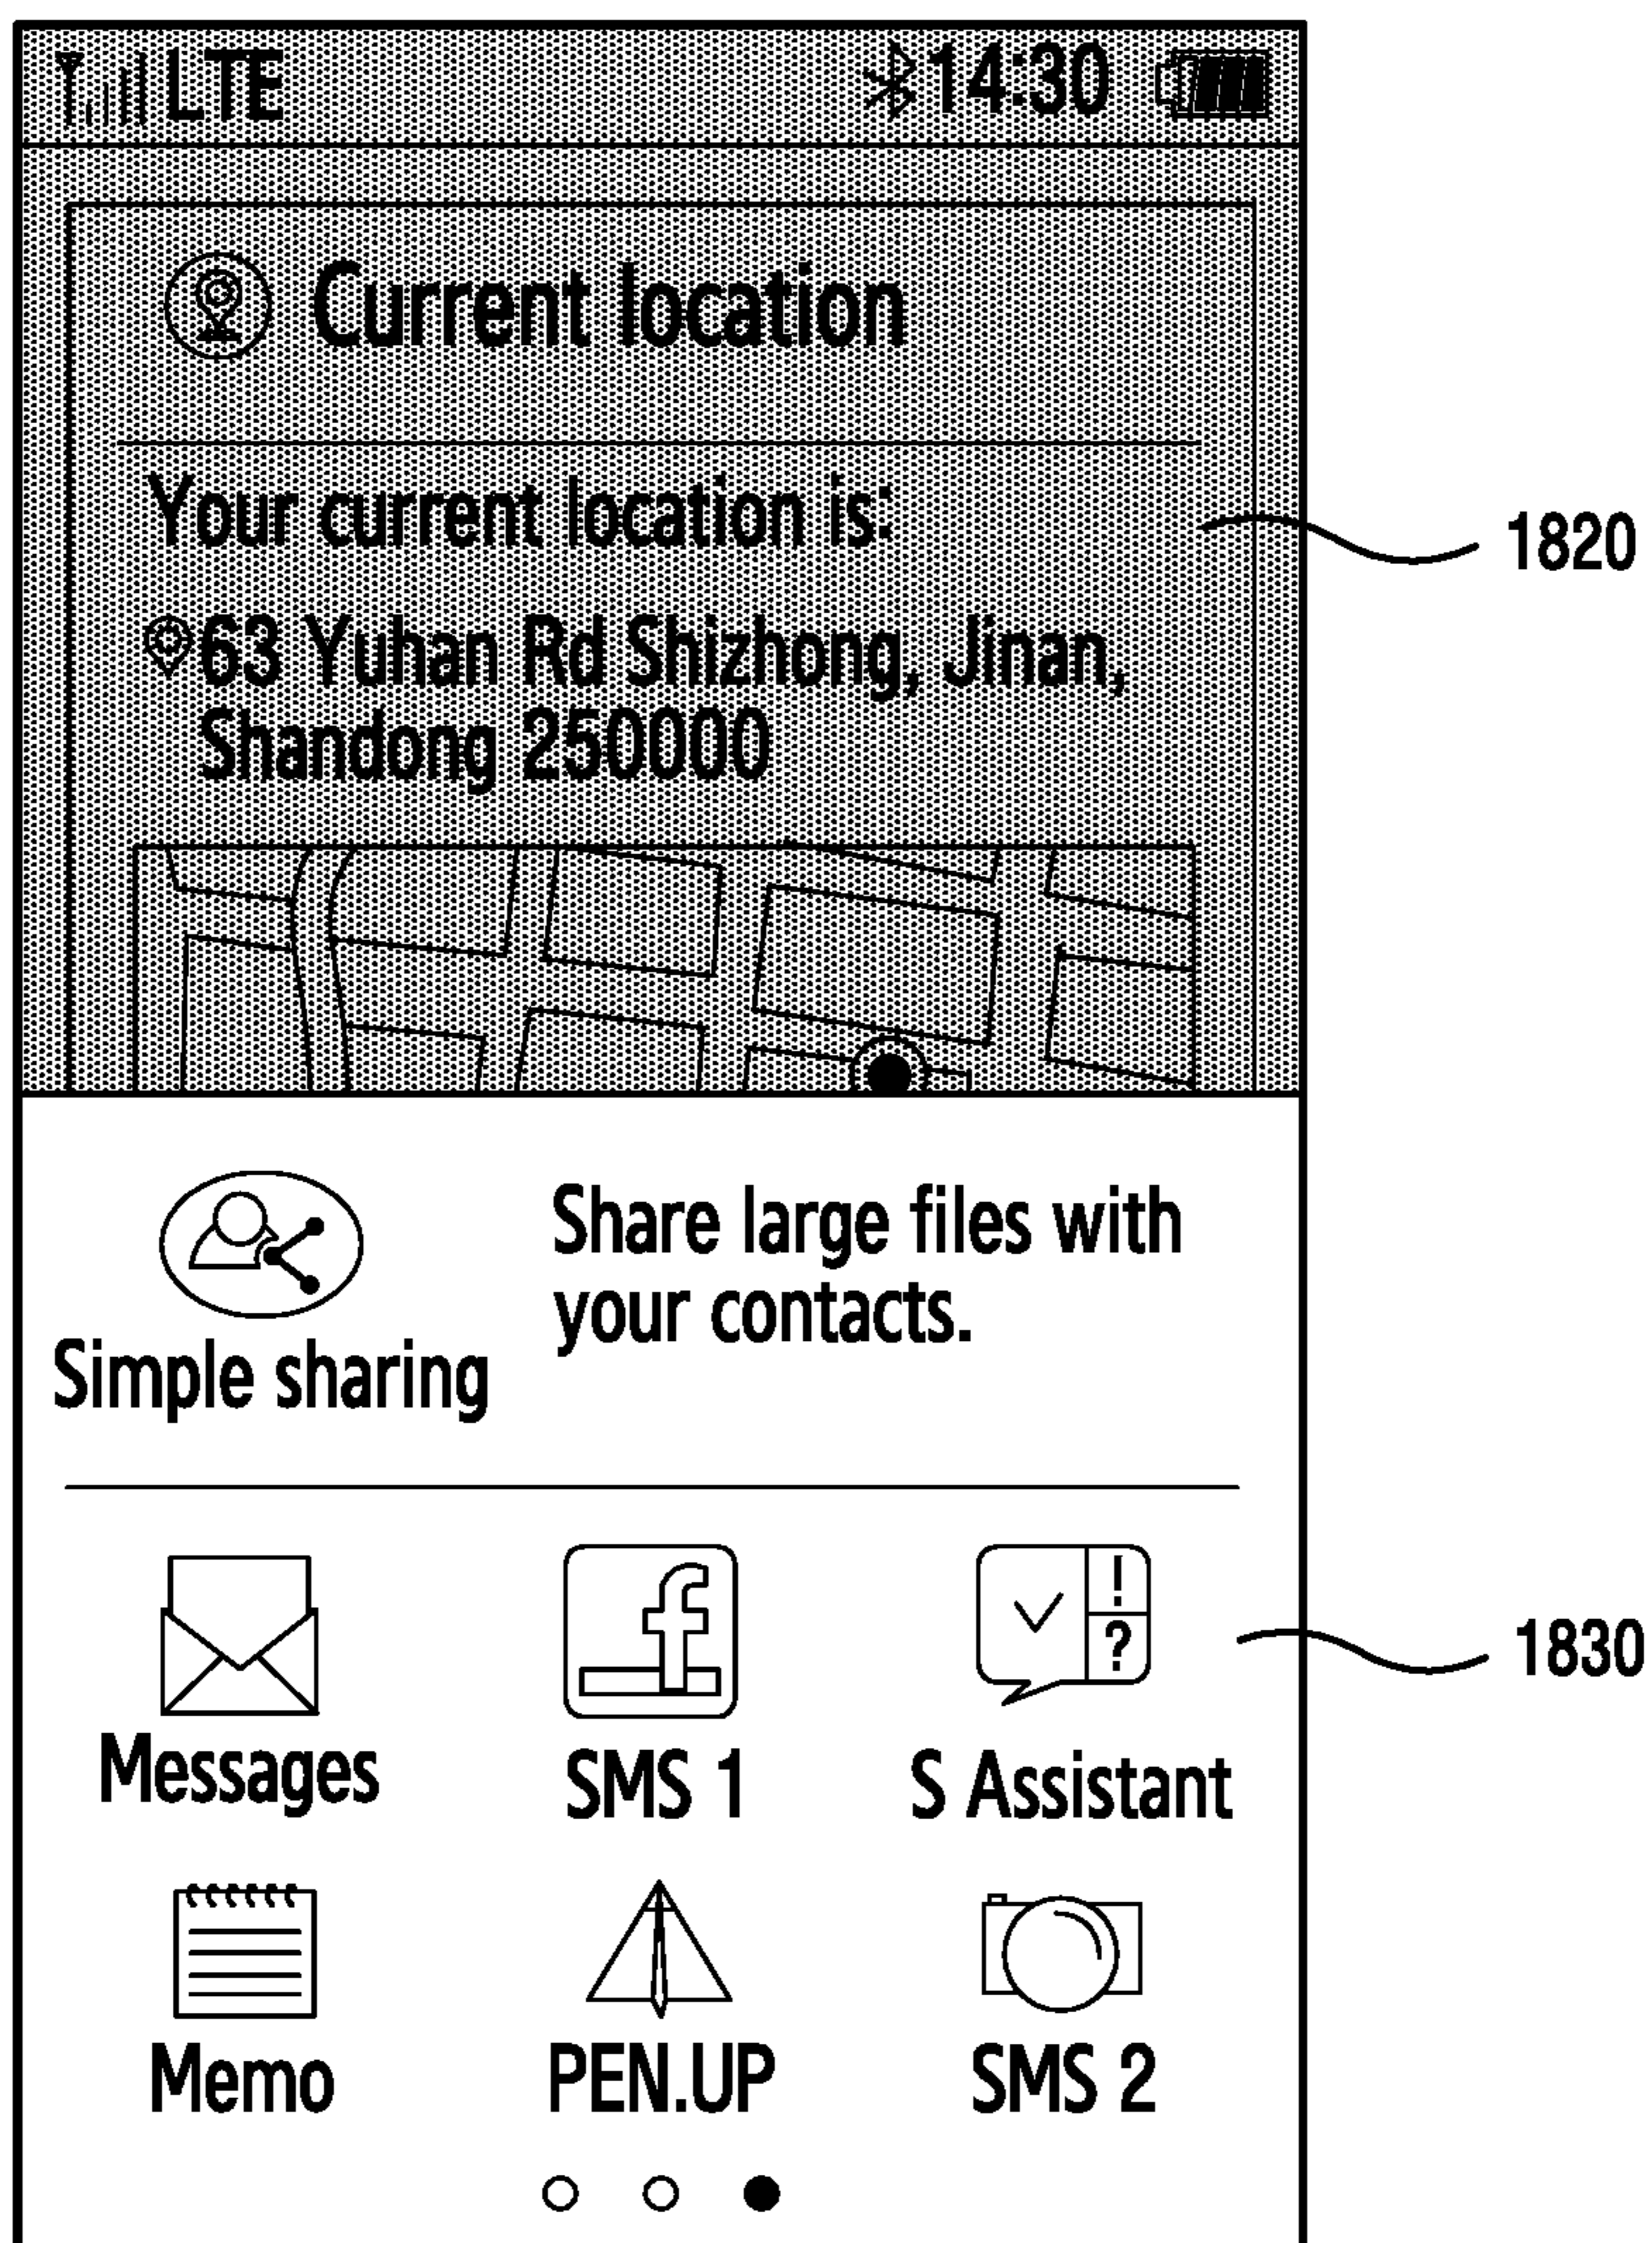 LTE 14:30
Current location
Your current location is:
1820
63 Yuhan Rd Shizhong, Jinan,
Shandong 250000
Share large files with
your contacts.
Simple sharing
! ?
1830
Messages SMS 1 S Assistant
Memo PEN.UP SMS 2